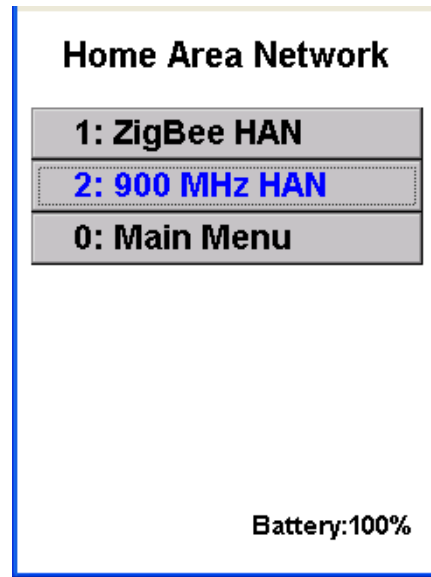 Home Area Network
1: ZigBee HAN
2: 900 MHz HAN
0: Main Menu
Battery:100%